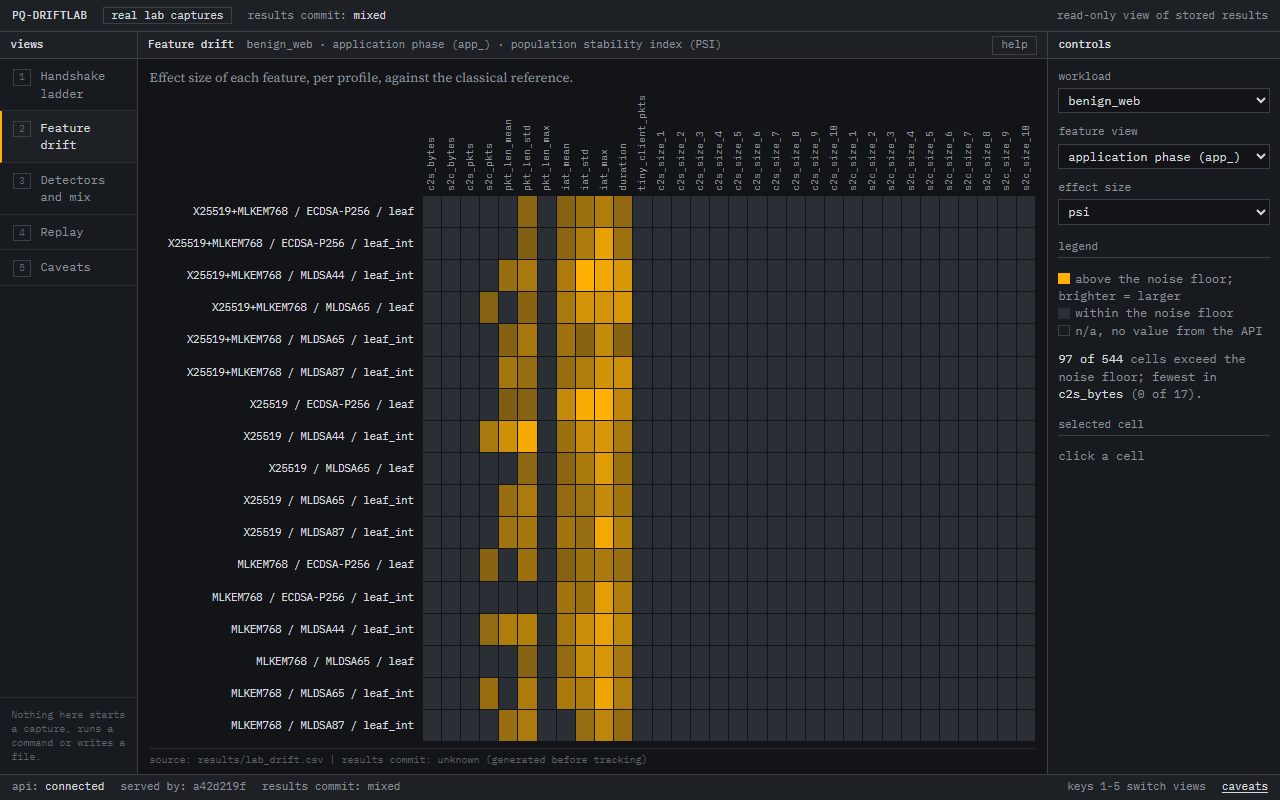 PQ-DRIFTLAB real lab captures results commit: mixed read-only view of stored results
views
1 Handshake
ladder
2 Feature
drift
3 Detectors
and mix
4 Replay
5 Caveats
Nothing here starts
a capture, runs a
command or writes a
file.
Feature drift benign_web · application phase (app_) · population stability index (PSI) help
Effect size of each feature, per profile, against the classical reference.
c2s_bytes
s2c_bytes
c2s_pkts
s2c_pkts
pkt_len_mean
pkt_len_std
pkt_len_max
iat_mean
iat_std
iat_max
duration
tiny_client_pkts
c2s_size_1
c2s_size_2
c2s_size_3
c2s_size_4
c2s_size_5
c2s_size_6
c2s_size_7
c2s_size_8
c2s_size_9
c2s_size_10
s2c_size_1
s2c_size_2
s2c_size_3
s2c_size_4
s2c_size_5
s2c_size_6
s2c_size_7
s2c_size_8
s2c_size_9
s2c_size_10
X25519+MLKEM768 / ECDSA-P256 / leaf
X25519+MLKEM768 / ECDSA-P256 / leaf_int
X25519+MLKEM768 / MLDSA44 / leaf_int
X25519+MLKEM768 / MLDSA65 / leaf
X25519+MLKEM768 / MLDSA65 / leaf_int
X25519+MLKEM768 / MLDSA87 / leaf_int
X25519 / ECDSA-P256 / leaf
X25519 / MLDSA44 / leaf_int
X25519 / MLDSA65 / leaf
X25519 / MLDSA65 / leaf_int
X25519 / MLDSA87 / leaf_int
MLKEM768 / ECDSA-P256 / leaf
MLKEM768 / ECDSA-P256 / leaf_int
MLKEM768 / MLDSA44 / leaf_int
MLKEM768 / MLDSA65 / leaf
MLKEM768 / MLDSA65 / leaf_int
MLKEM768 / MLDSA87 / leaf_int
source: results/lab_drift.csv | results commit: unknown (generated before tracking)
controls
workload
benign_web
feature view
application phase (app_)
effect size
psi
legend
above the noise floor;
brighter = larger
within the noise floor
n/a, no value from the API
97 of 544 cells exceed the
noise floor; fewest in
c2s_bytes (0 of 17).
selected cell
click a cell
api: connected served by: a42d219f results commit: mixed keys 1-5 switch views caveats